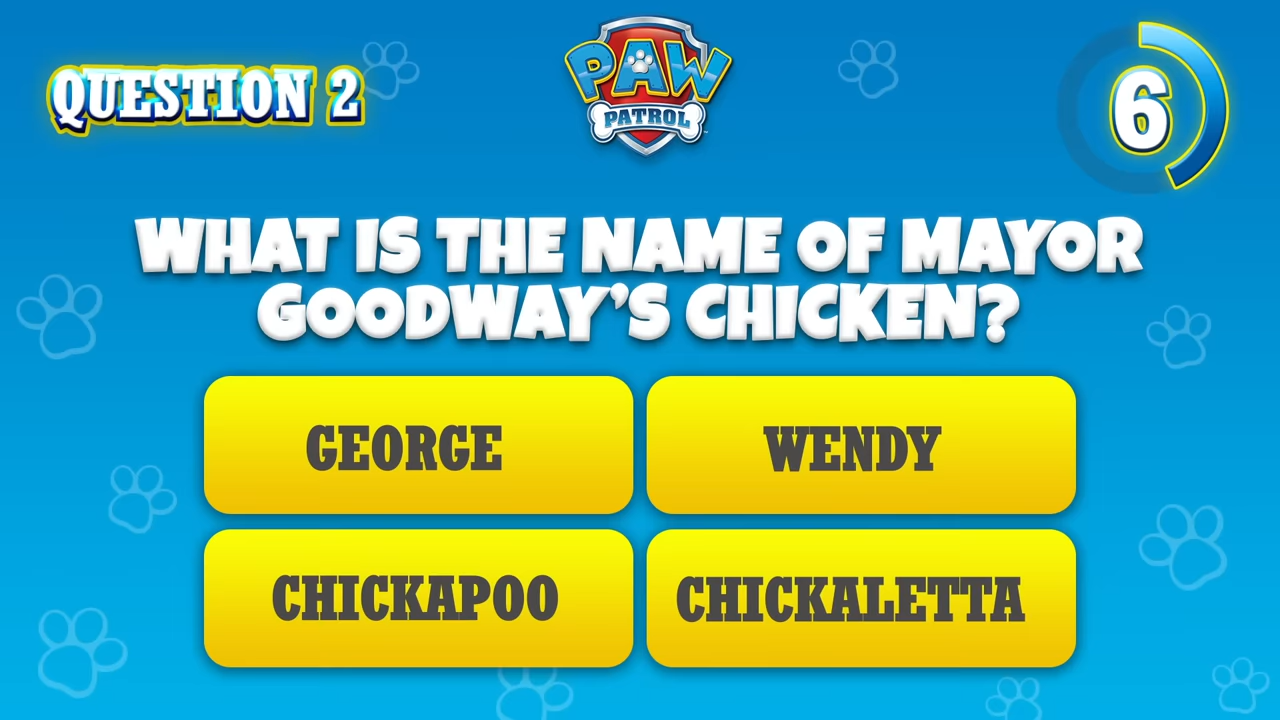 QUESTION 2
PAW
PATROL
6
WHAT IS THE NAME OF MAYOR
GOODWAY’S CHICKEN?
GEORGE
WENDY
CHICKAPOO
CHICKALETTA